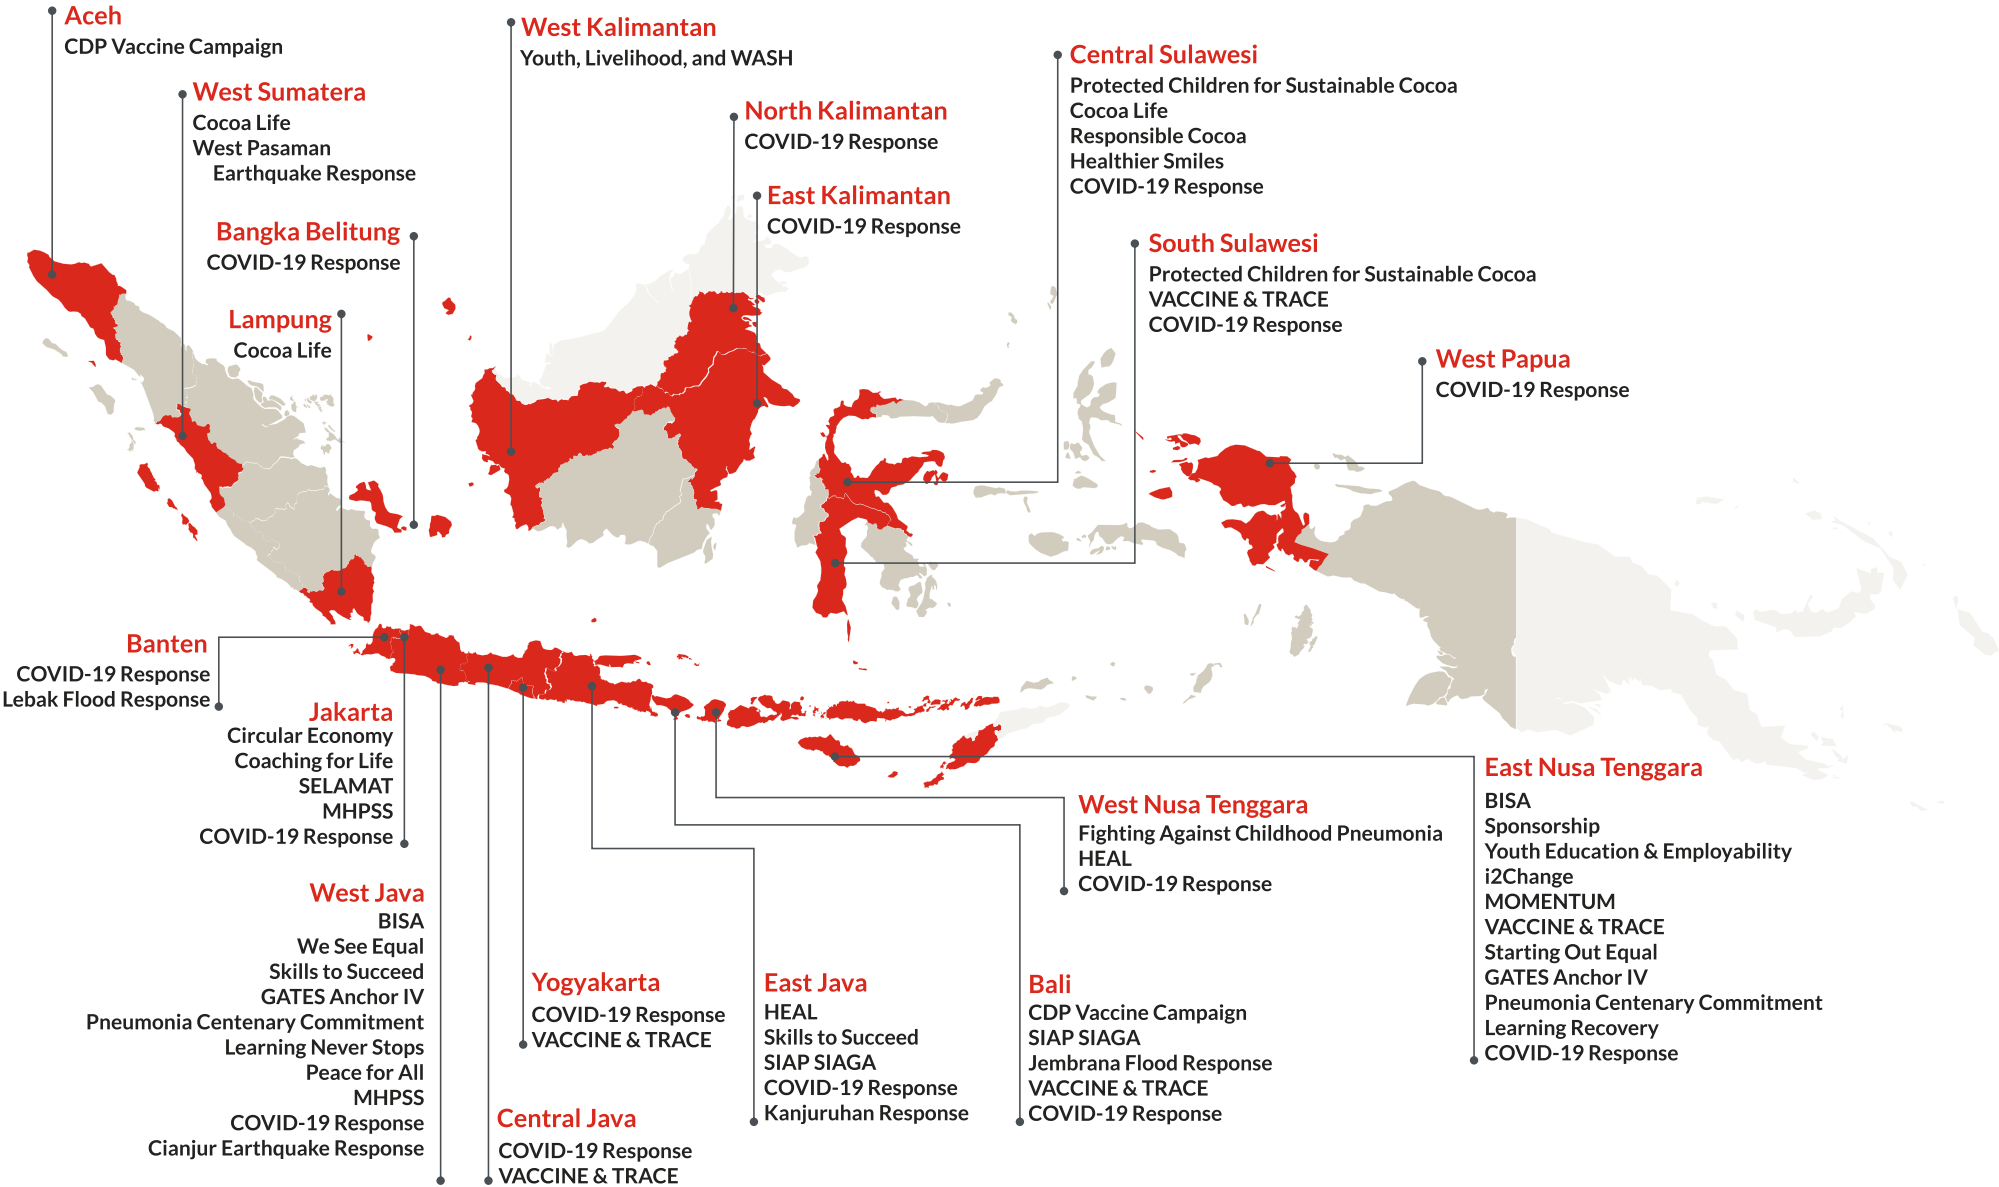 Aceh
CDP Vaccine Campaign
West Sumatera
Cocoa Life
West Pasaman
Earthquake Response
Bangka Belitung
COVID-19 Response
Lampung
Cocoa Life
West Kalimantan
Youth, Livelihood, and WASH
North Kalimantan
COVID-19 Response
East Kalimantan
COVID-19 Response
Central Sulawesi
Protected Children for Sustainable Cocoa
Cocoa Life
Responsible Cocoa
Healthier Smiles
COVID-19 Response
South Sulawesi
Protected Children for Sustainable Cocoa
VACCINE & TRACE
COVID-19 Response
West Papua
COVID-19 Response
Banten
COVID-19 Response
Lebak Flood Response
Jakarta
Circular Economy
Coaching for Life
SELAMAT
MHPSS
COVID-19 Response
West Java
BISA
We See Equal
Skills to Succeed
GATES Anchor IV
Pneumonia Centenary Commitment
Learning Never Stops
Peace for All
MHPSS
COVID-19 Response
Cianjur Earthquake Response
Central Java
COVID-19 Response
VACCINE & TRACE
Yogyakarta
COVID-19 Response
VACCINE & TRACE
East Java
HEAL
Skills to Succeed
SIAP SIAGA
COVID-19 Response
Kanjuruhan Response
Bali
CDP Vaccine Campaign
SIAP SIAGA
Jembrana Flood Response
VACCINE & TRACE
COVID-19 Response
West Nusa Tenggara
Fighting Against Childhood Pneumonia
HEAL
COVID-19 Response
East Nusa Tenggara
BISA
Sponsorship
Youth Education & Employability
i2Change
MOMENTUM
VACCINE & TRACE
Starting Out Equal
GATES Anchor IV
Pneumonia Centenary Commitment
Learning Recovery
COVID-19 Response